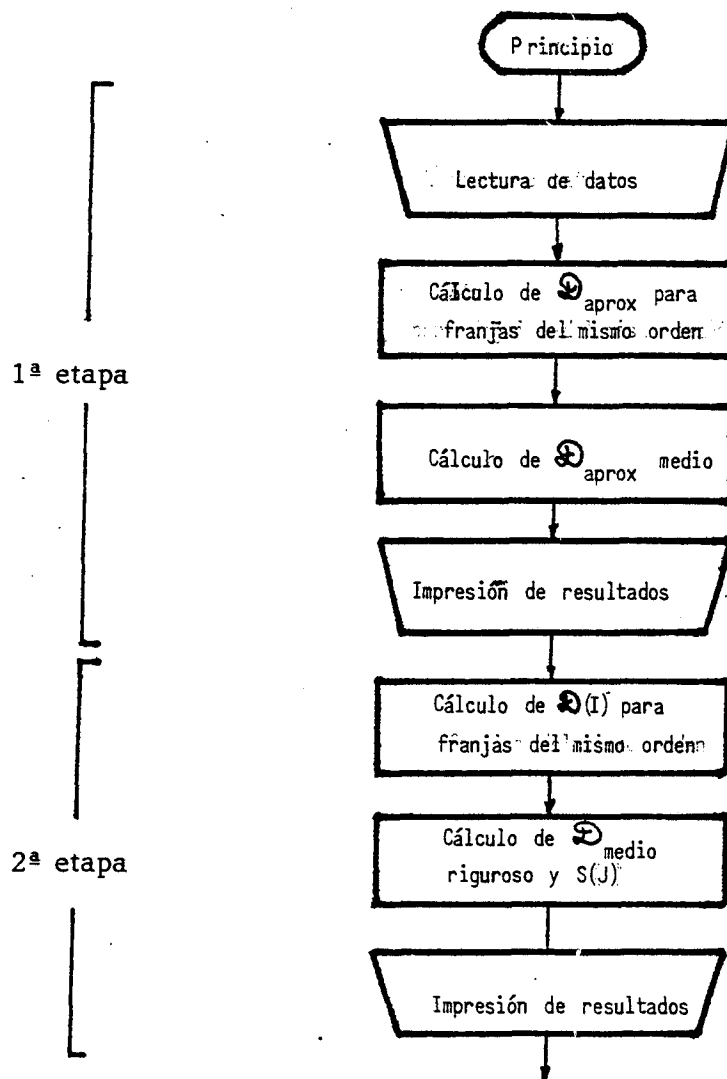 Principio
Lectura de datos
Cálculo de 𝒟aprox para
franjas del mismo orden
1ª etapa
Cálculo de 𝒟aprox medio
Impresión de resultados
Cálculo de 𝒟(I) para
franjas del mismo orden
2ª etapa
Cálculo de 𝒟medio
riguroso y S(J)
Impresión de resultados